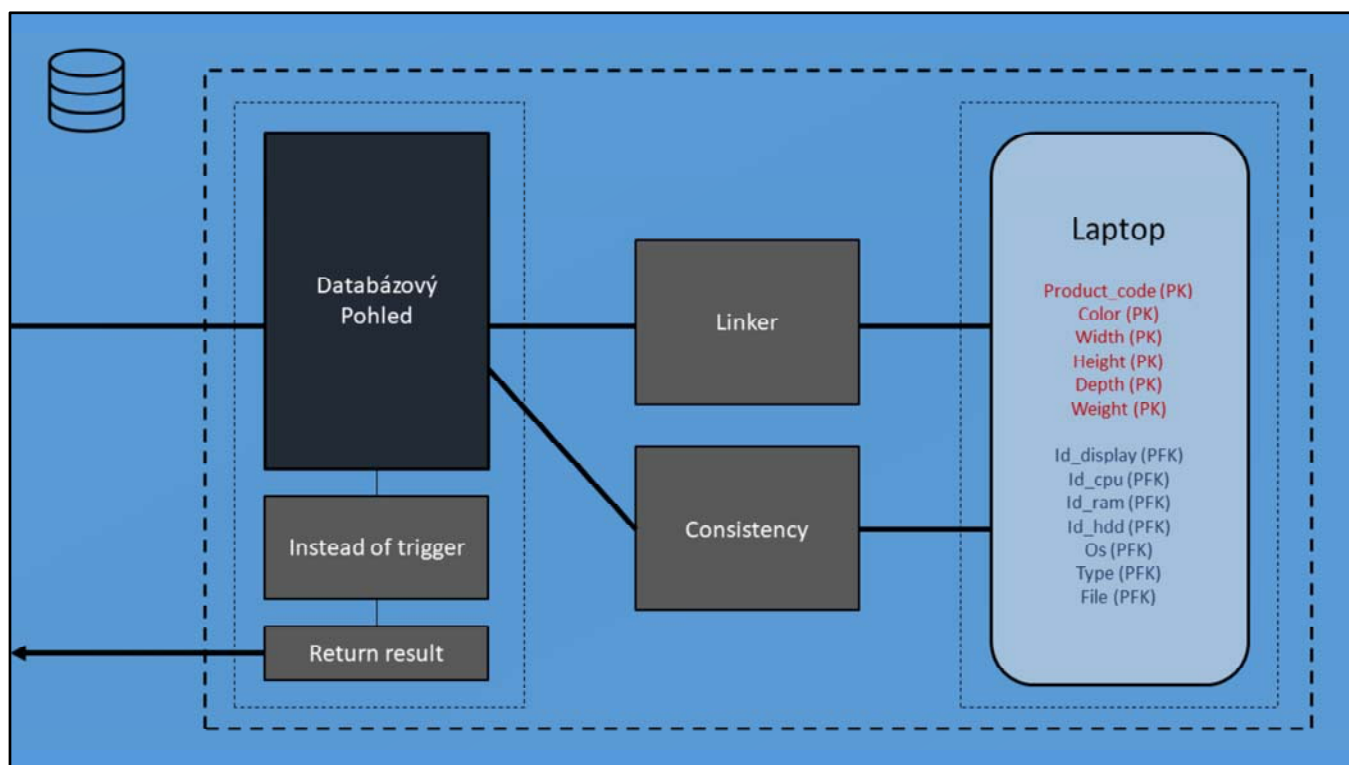 Databázový
Pohled
Instead of trigger
Return result
Linker
Consistency
Laptop
Product_code (PK)
Color (PK)
Width (PK)
Height (PK)
Depth (PK)
Weight (PK)
Id_display (PFK)
Id_cpu (PFK)
Id_ram (PFK)
Id_hdd (PFK)
Os (PFK)
Type (PFK)
File (PFK)